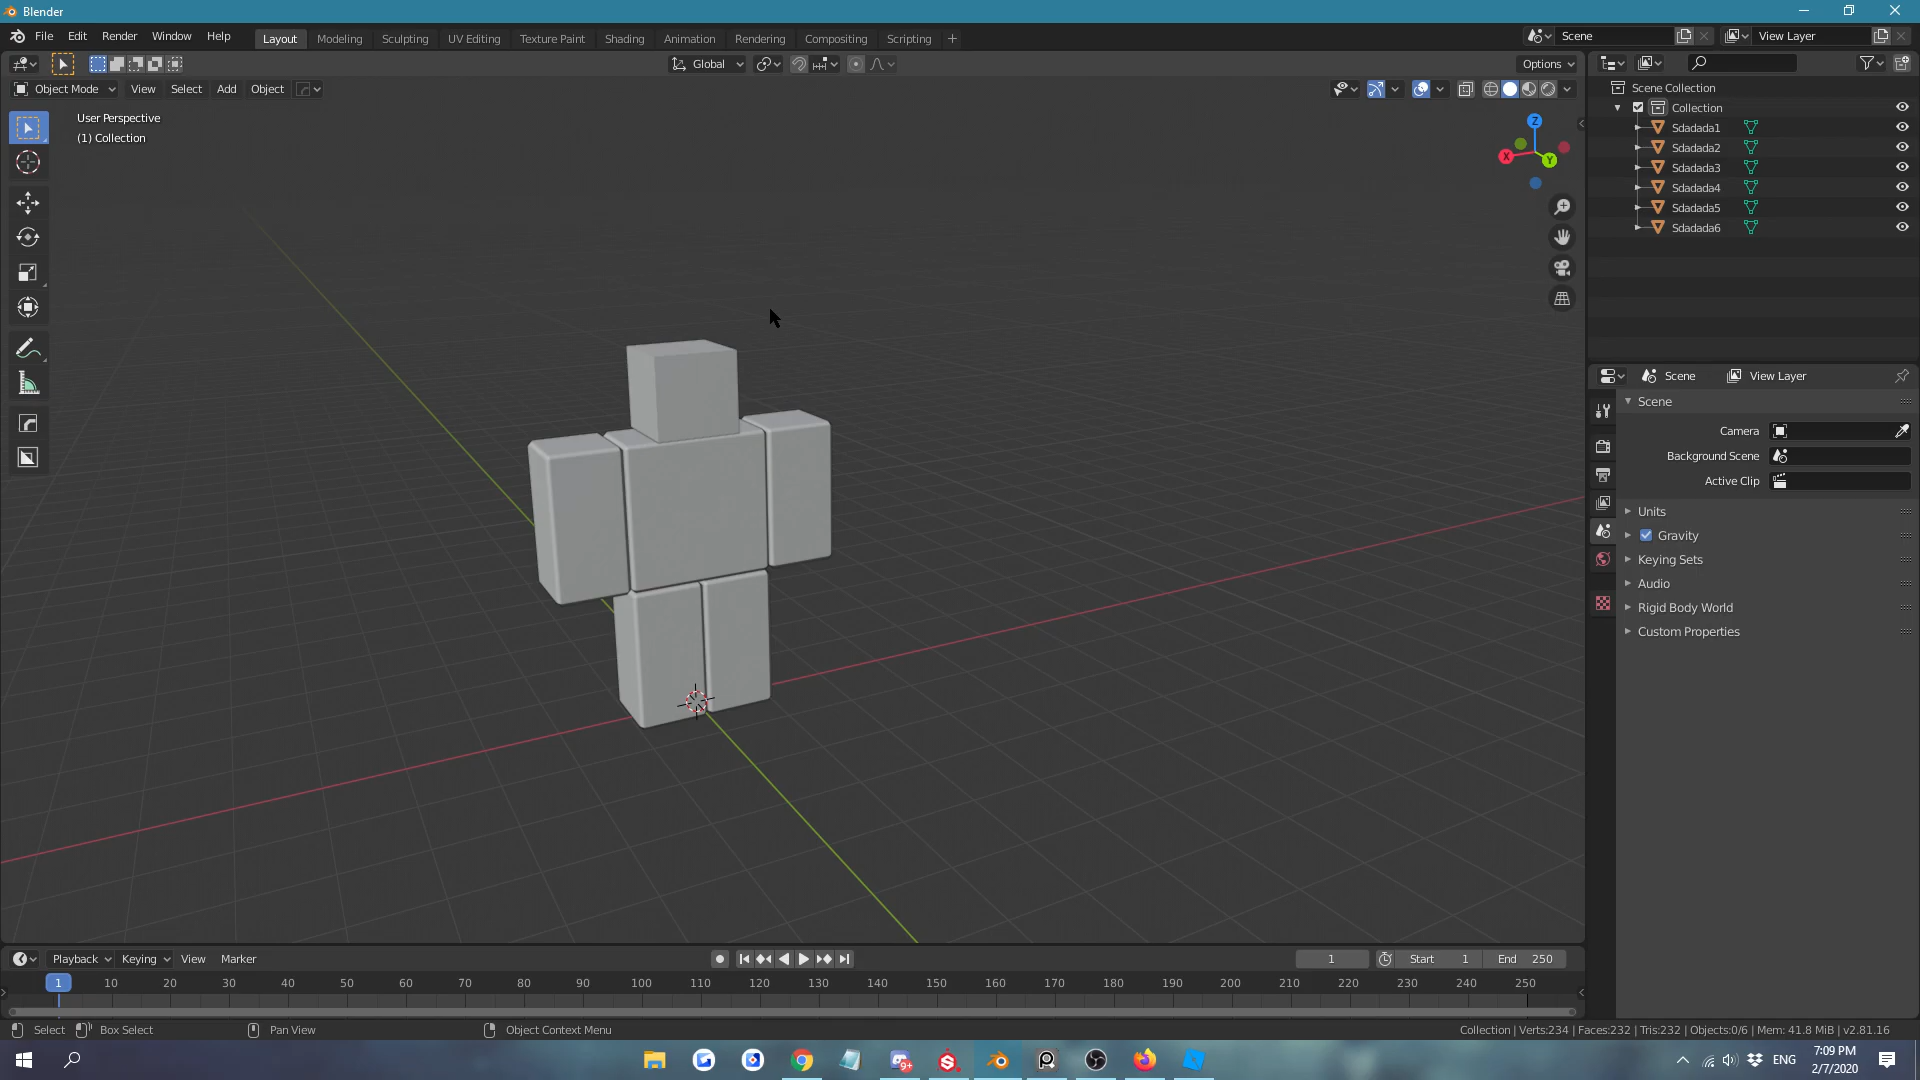 Blender
File Edit Render Window Help Layout Modeling Sculpting UV Editing Texture Paint Shading Animation Rendering Compositing Scripting + Scene View Layer
Global Options
Object Mode View Select Add Object
User Perspective
(1) Collection
Z
X
Y
Scene Collection
Collection
Sdadada1
Sdadada2
Sdadada3
Sdadada4
Sdadada5
Sdadada6
Scene View Layer
Scene
Camera
Background Scene
Active Clip
Units
Gravity
Keying Sets
Audio
Rigid Body World
Custom Properties
Playback Keying View Marker 1 Start 1 End 250
1 10 20 30 40 50 60 70 80 90 100 110 120 130 140 150 160 170 180 190 200 210 220 230 240 250
Select Box Select Pan View Object Context Menu Collection | Verts:234 | Faces:232 | Tris:232 | Objects:0/6 | Mem: 41.8 MiB | v2.81.16
9+
ENG
7:09 PM
2/7/2020